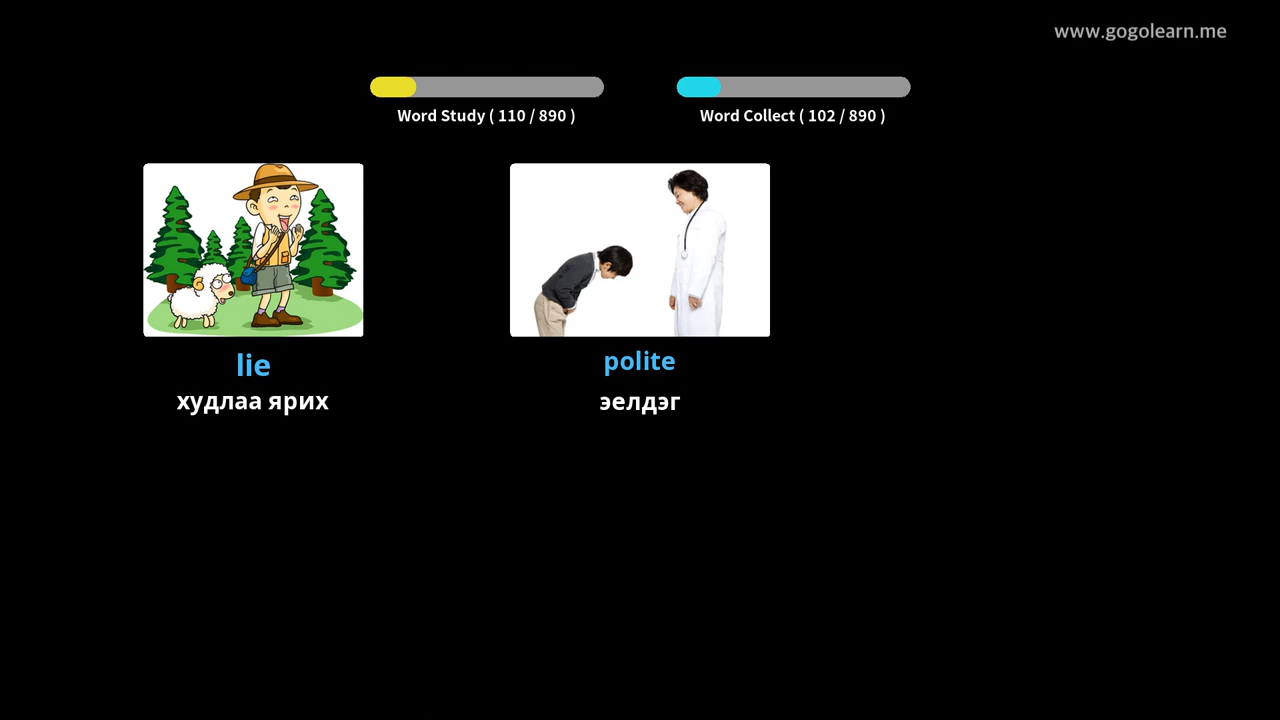 www.gogolearn.me
Word Study ( 110 / 890 )
Word Collect ( 102 / 890 )
lie
polite
худлаа ярих
эелдэг